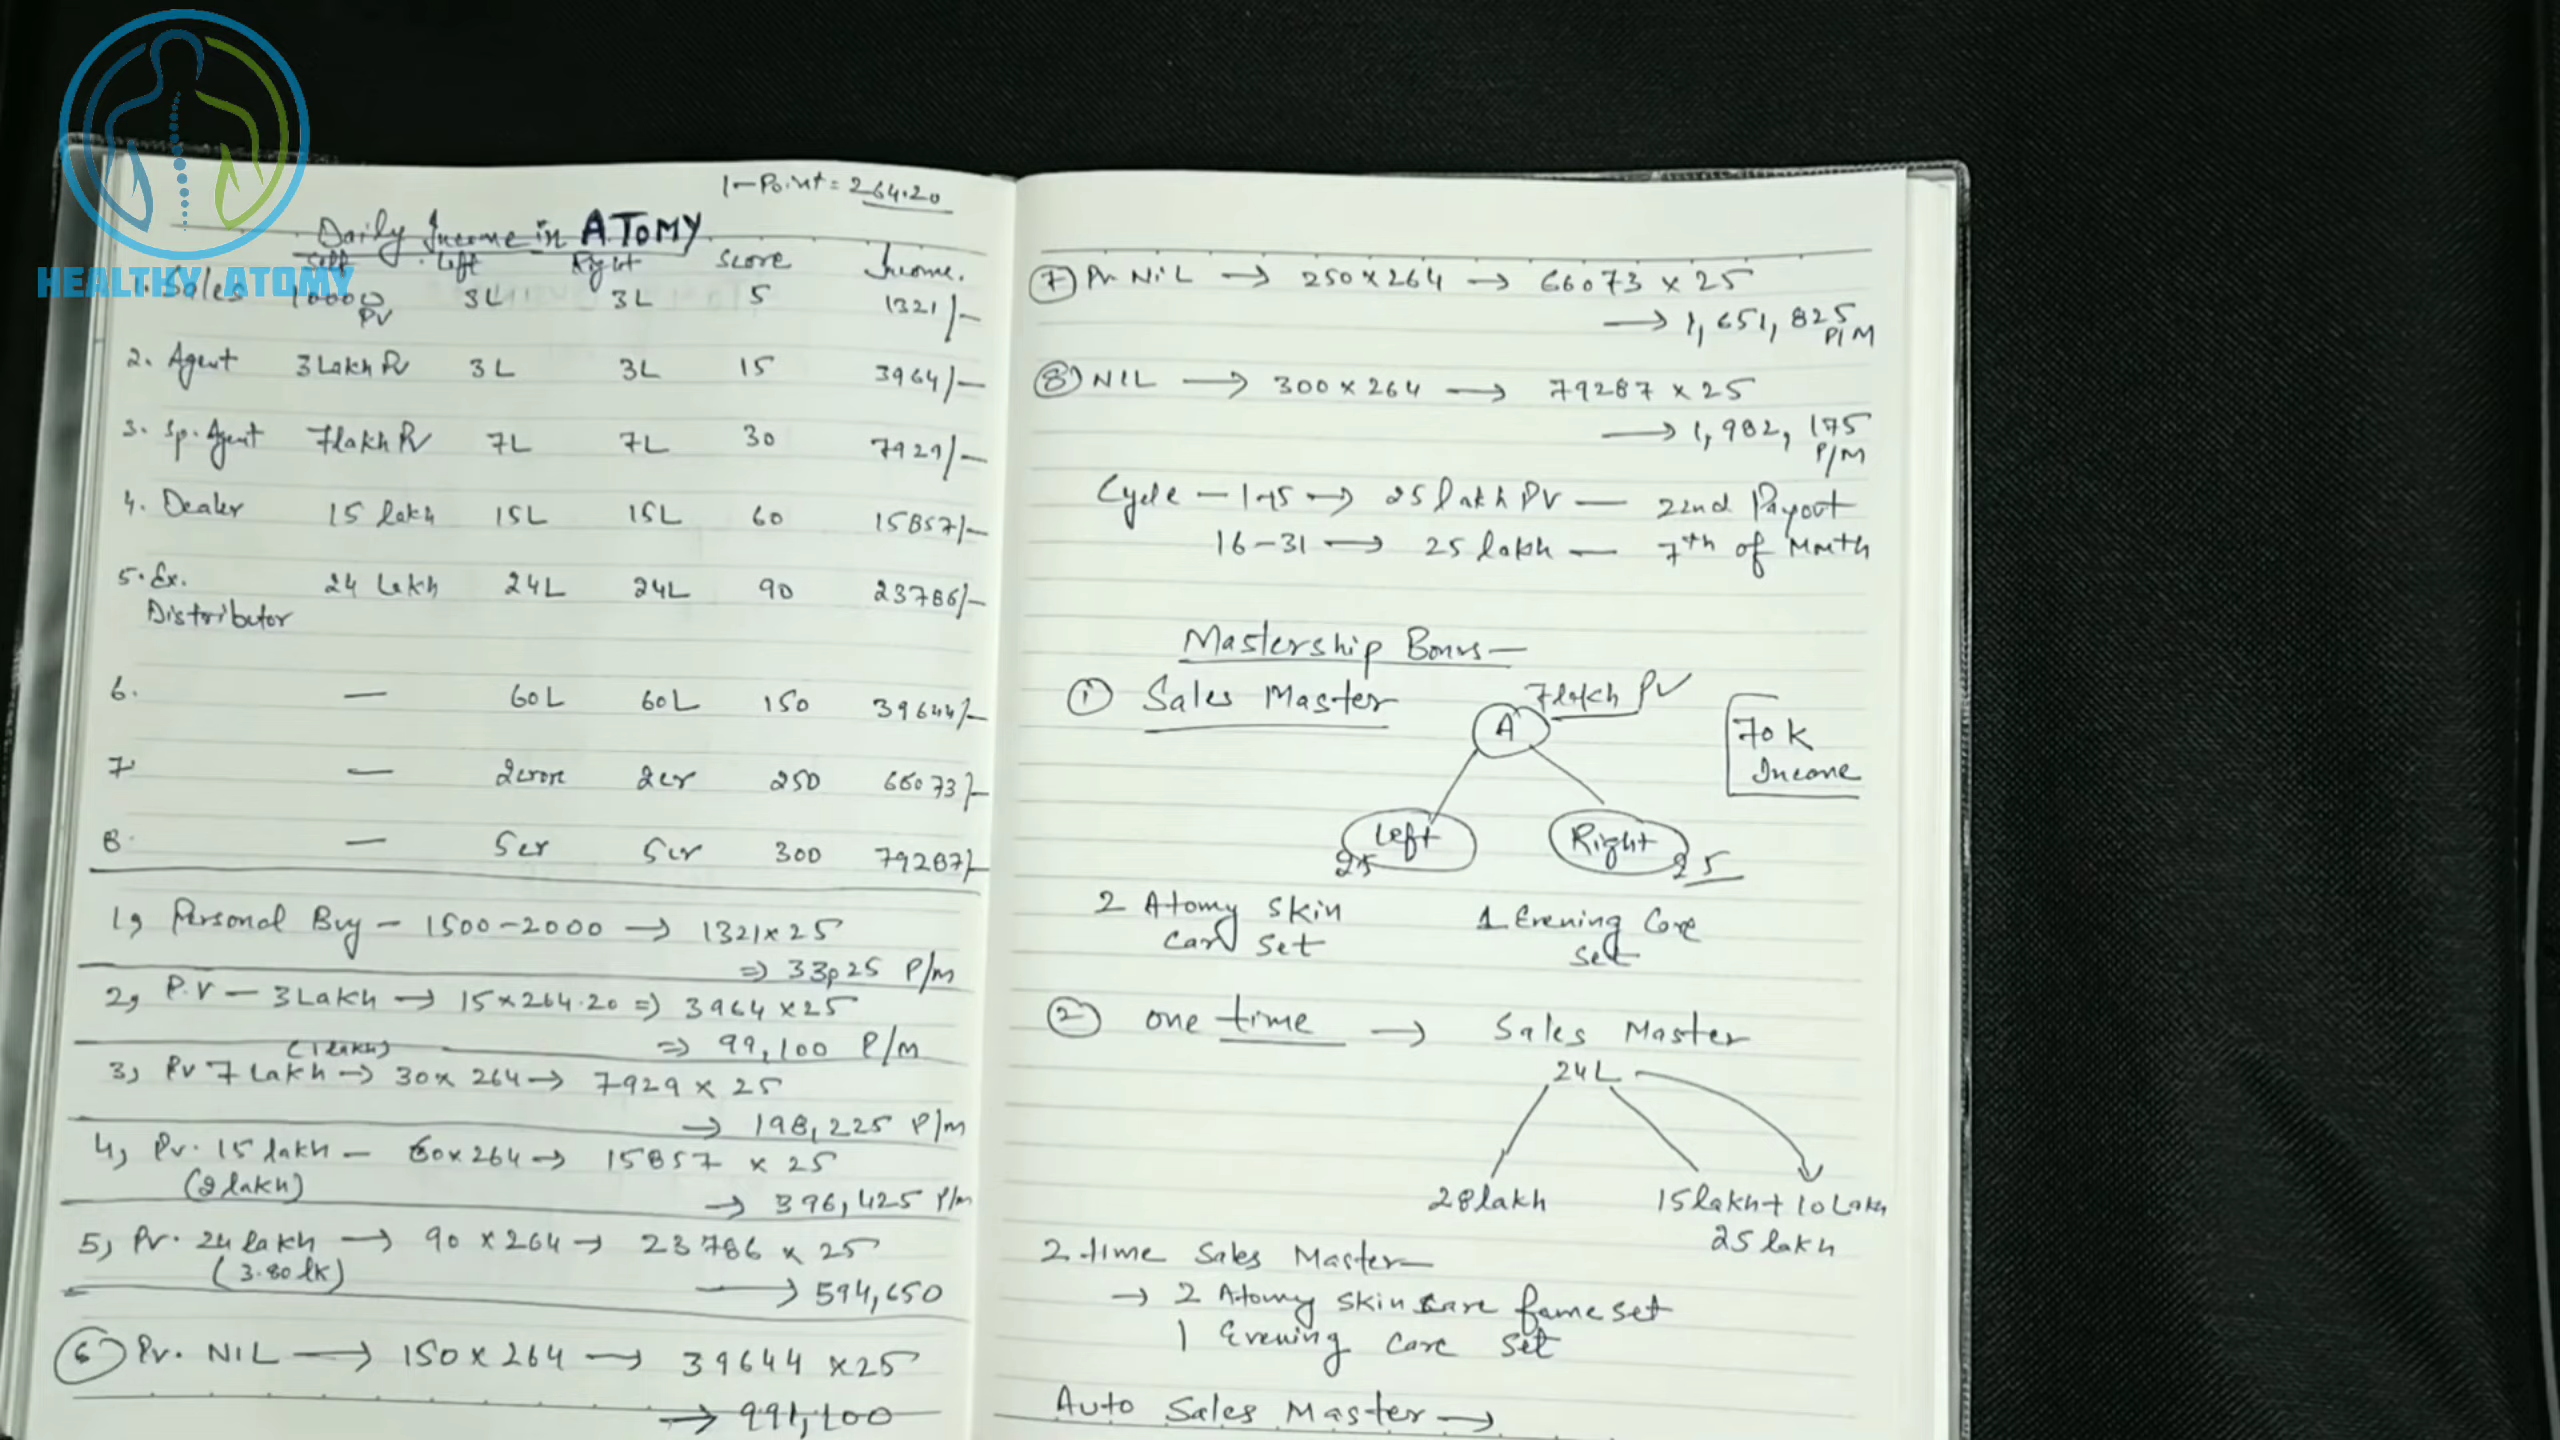 HEALTHY ATOMY
1-Point = 264.20
Daily Income in ATOMY
Self Left Right Score Income.
1. Sales 10000 PV 3L 3L 5 1321/-
2. Agent 3 Lakh PV 3L 3L 15 3964/-
3. Sp. Agent 7 lakh PV 7L 7L 30 7929/-
4. Dealer 15 lakh 15L 15L 60 15857/-
5. Ex. Distributor 24 Lakh 24L 24L 90 23786/-
6. — 60L 60L 150 39644/-
7 — 2crore 2cr 250 66073/-
8. — 5cr 5cr 300 79287/-
1, Personal Buy - 1500-2000 → 1321 x 25
⇒ 33,025 P/m
2, P.V - 3 Lakh → 15 x 264.20 ⇒ 3964 x 25
⇒ 99,100 P/m
(1 lakh)
3, PV 7 Lakh → 30 x 264 → 7929 x 25
→ 198,225 P/m
4, Pv. 15 lakh - 60 x 264 → 15857 x 25
(2 lakh)
→ 396,425 P/m
5, Pv. 24 lakh → 90 x 264 → 23786 x 25
(3.80 lk)
→ 594,650
6 Pv. NIL → 150 x 264 → 39644 x 25
→ 991,100
7 Pv NiL → 250 x 264 → 66073 x 25
→ 1,651,825 P/M
8 NIL → 300 x 264 → 79287 x 25
→ 1,982,175 P/M
Cycle - 1-15 → 25 lakh PV — 22nd Payout
16-31 → 25 lakh — 7th of Month
Mastership Bonus-
1 Sales Master 7 lakh PV
A
70 K
Income
Left Right
25 25
2 Atomy Skin Care Set
1 Evening Care Set
2 one time → Sales Master
24L
28 lakh 15 lakh + 10 Lakh
25 lakh
2 time Sales Master-
→ 2 Atomy Skin care fame set
1 Evening Care Set
Auto Sales Master →